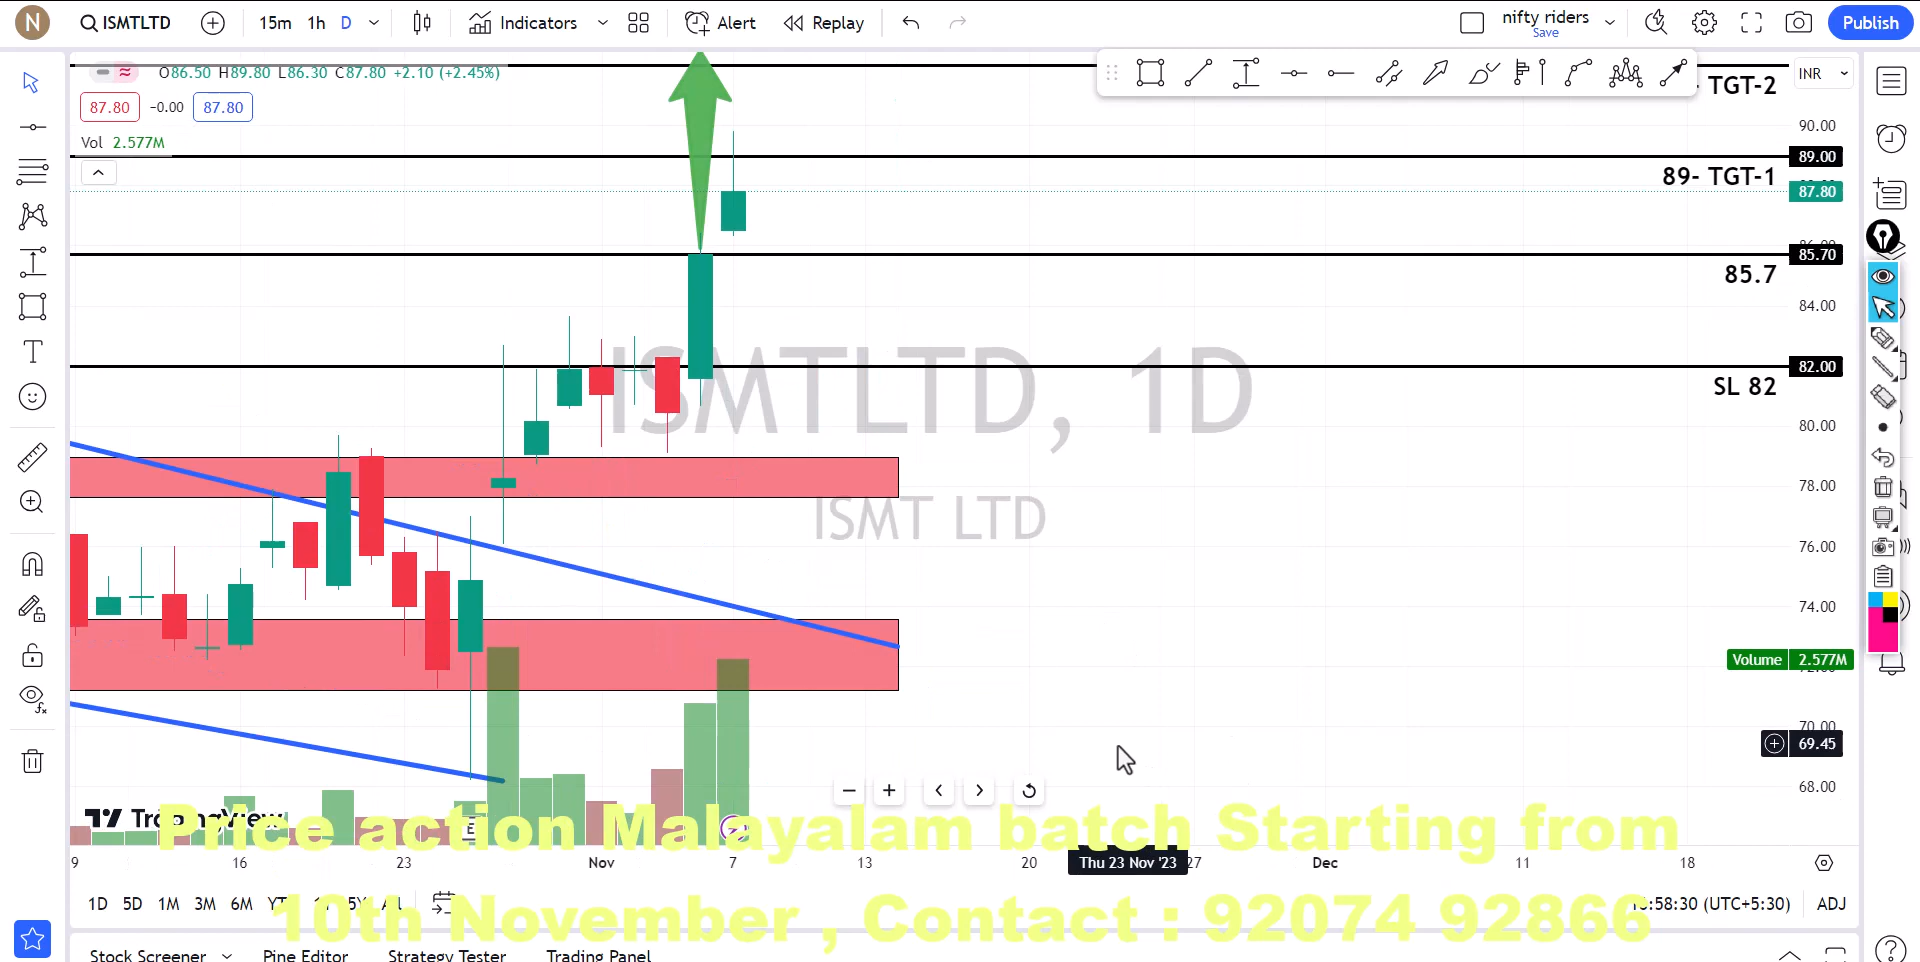 N
ISMTLTD
15m 1h D
Indicators
Alert
Replay
nifty riders
Save
Publish
O86.50 H89.80 L86.30 C87.80 +2.10 (+2.45%)
INR
TGT-2
87.80 −0.00 87.80
90.00
Vol 2.577M
89.00
89- TGT-1
87.80
85.70
85.7
84.00
ISMTLTD, 1D
82.00
SL 82
80.00
78.00
ISMT LTD
76.00
74.00
Volume 2.577M
70.00
69.45
68.00
TradingView
E
Price action Malayalam batch Starting from
9 16 23 Nov 7 13 20 Thu 23 Nov '23 27 Dec 11 18
1D 5D 1M 3M 6M
10th November , Contact : 92074 92866
:58:30 (UTC+5:30) ADJ
Stock Screener Pine Editor Strategy Tester Trading Panel